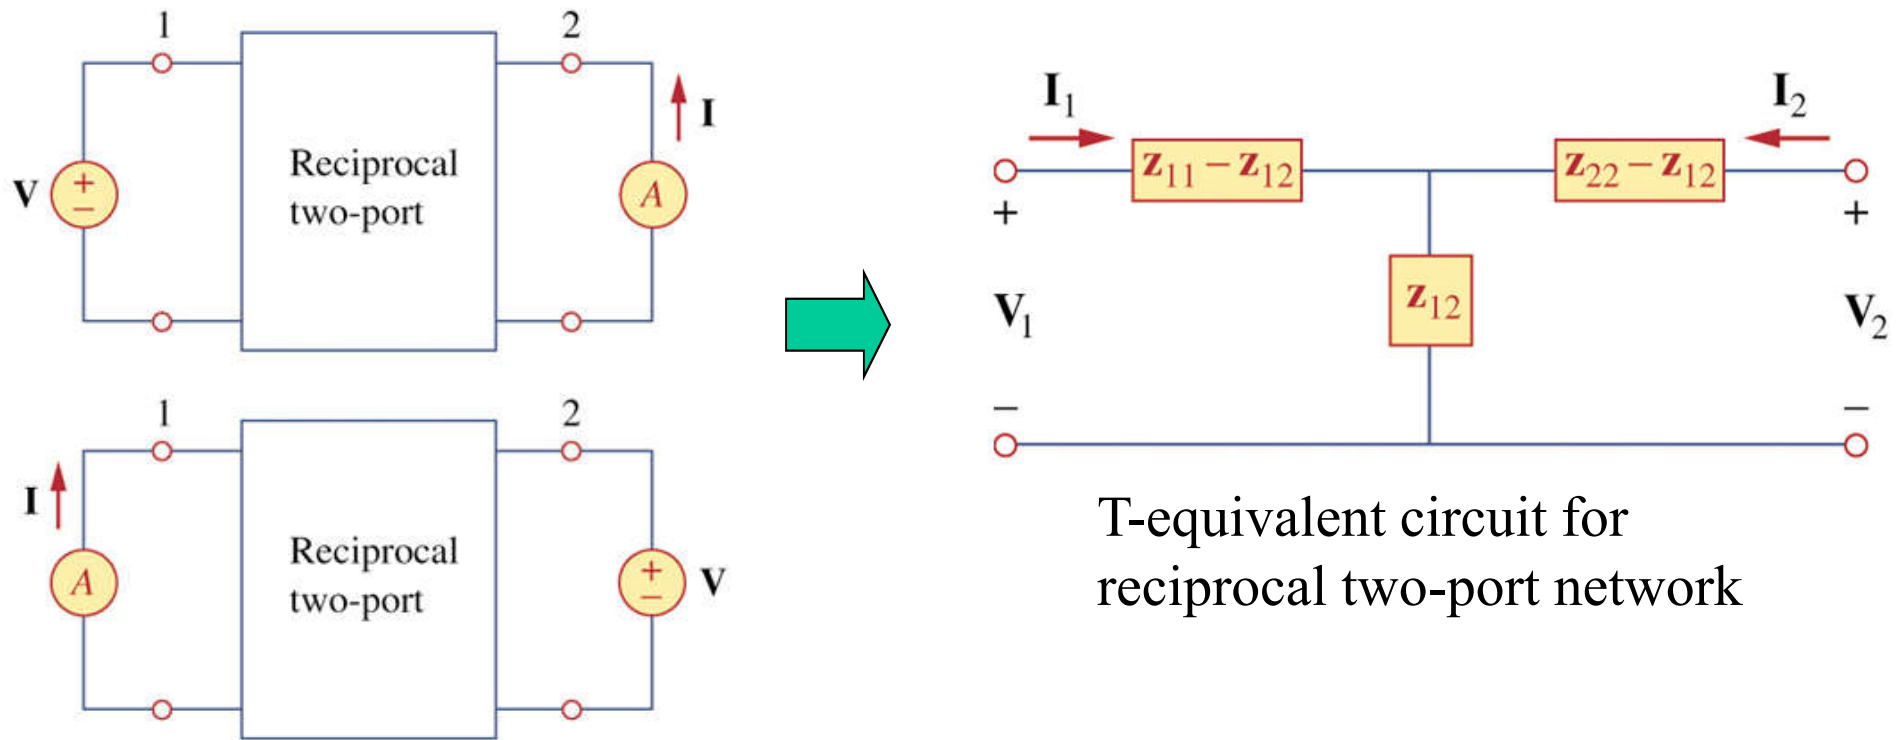 1
2
V
+
−
Reciprocal
two-port
A
I
1
2
I
A
Reciprocal
two-port
+
−
V
I₁
I₂
z₁₁ − z₁₂
z₂₂ − z₁₂
+
+
z₁₂
V₁
V₂
−
−
T-equivalent circuit for
reciprocal two-port network